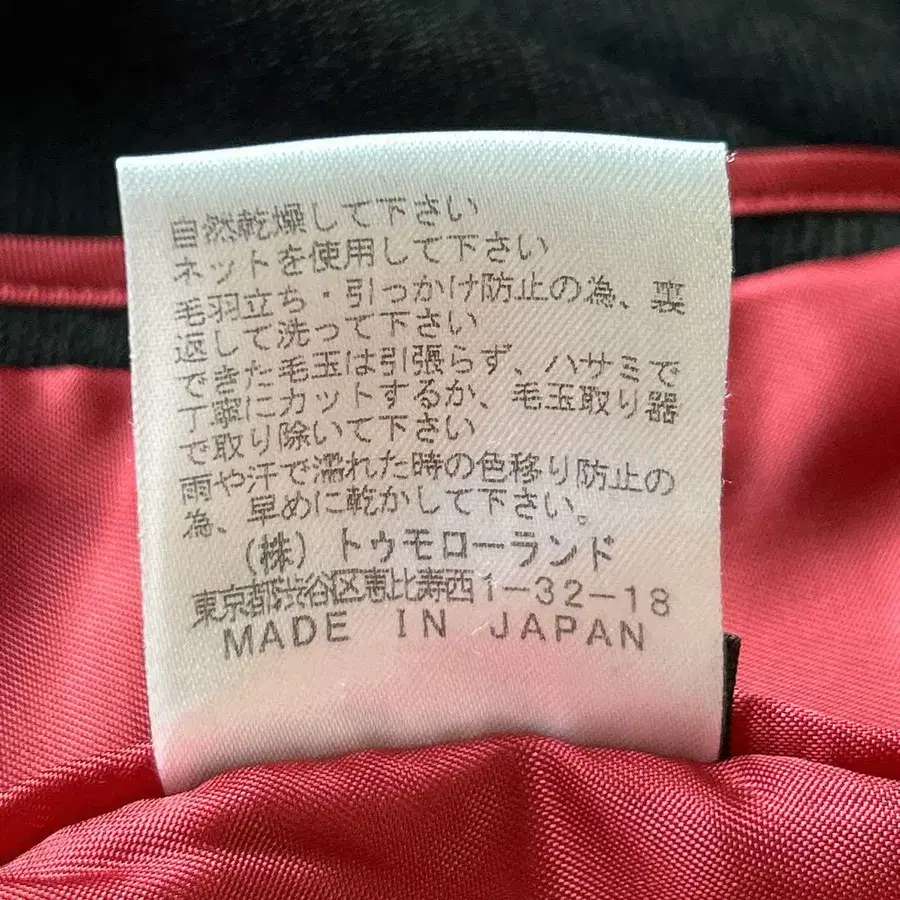 自然乾燥して下さい
ネットを使用して下さい
毛羽立ち・引っかけ防止の為、裏
返して洗って下さい
できた毛玉は引張らず、ハサミで
丁寧にカットするか、毛玉取り器
で取り除いて下さい
雨や汗で濡れた時の色移り防止の
為、早めに乾かして下さい。
(株)トゥモローランド
東京都渋谷区恵比寿西1-32-18
MADE IN JAPAN